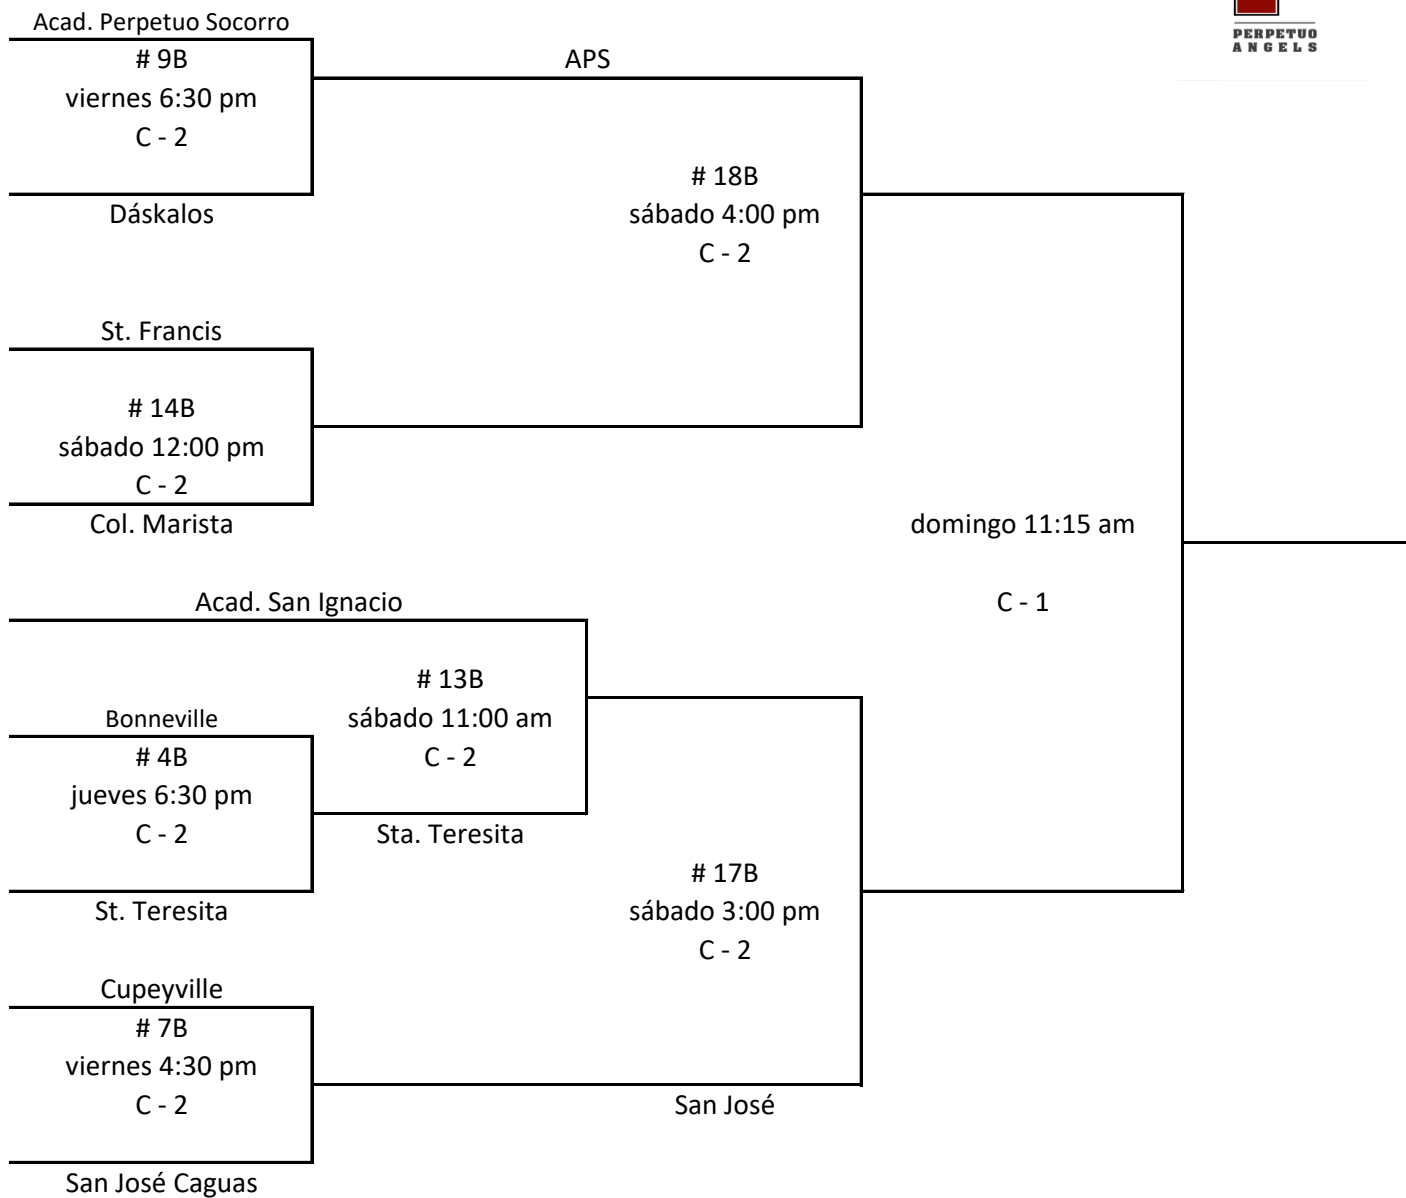 PERPETUO
ANGELS
Acad. Perpetuo Socorro
# 9B
viernes 6:30 pm
C - 2
Dáskalos
APS
# 18B
sábado 4:00 pm
C - 2
St. Francis
# 14B
sábado 12:00 pm
C - 2
Col. Marista
domingo 11:15 am
C - 1
Acad. San Ignacio
# 13B
sábado 11:00 am
C - 2
Bonneville
# 4B
jueves 6:30 pm
C - 2
St. Teresita
Sta. Teresita
# 17B
sábado 3:00 pm
C - 2
Cupeyville
# 7B
viernes 4:30 pm
C - 2
San José Caguas
San José